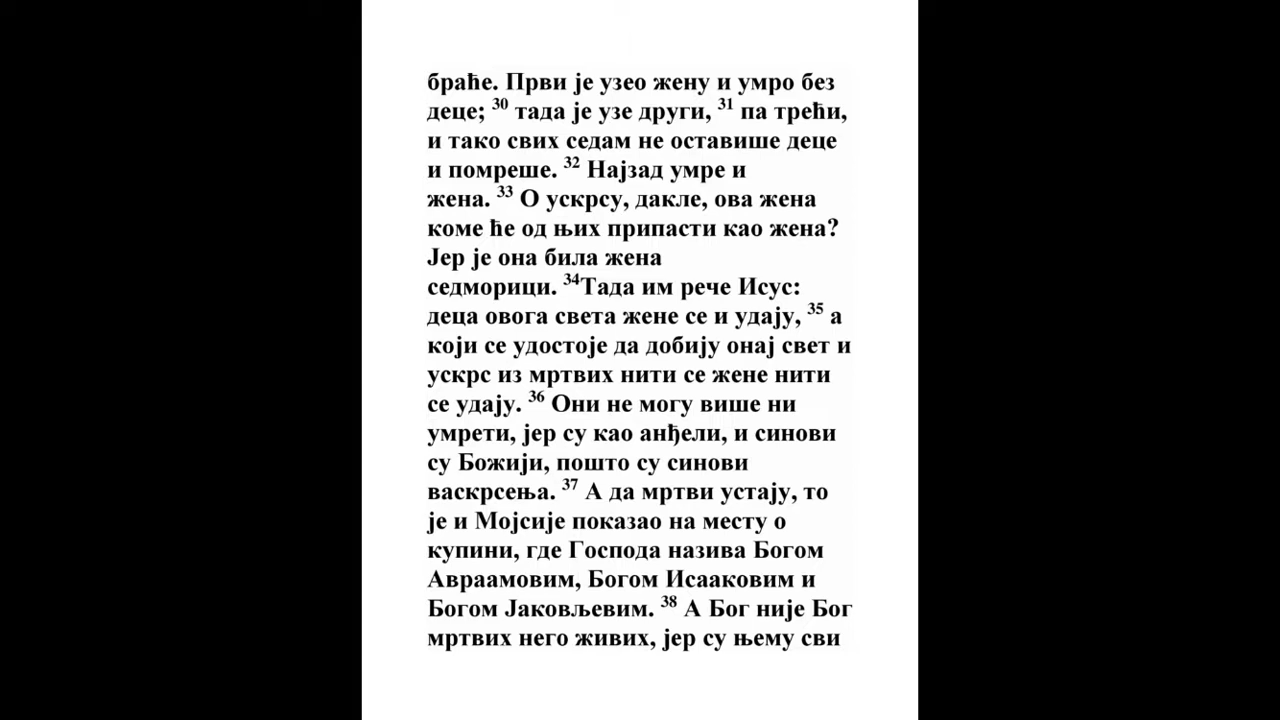 браће. Први је узео жену и умро без
деце; 30 тада је узе други, 31 па трећи,
и тако свих седам не оставише деце
и помреше. 32 Најзад умре и
жена. 33 О ускрсу, дакле, ова жена
коме ће од њих припасти као жена?
Јер је она била жена
седморици. 34Тада им рече Исус:
деца овога света жене се и удају, 35 а
који се удостоје да добију онај свет и
ускрс из мртвих нити се жене нити
се удају. 36 Они не могу више ни
умрети, јер су као анђели, и синови
су Божији, пошто су синови
васкрсења. 37 А да мртви устају, то
је и Мојсије показао на месту о
купини, где Господа назива Богом
Авраамовим, Богом Исааковим и
Богом Јаковљевим. 38 А Бог није Бог
мртвих него живих, јер су њему сви